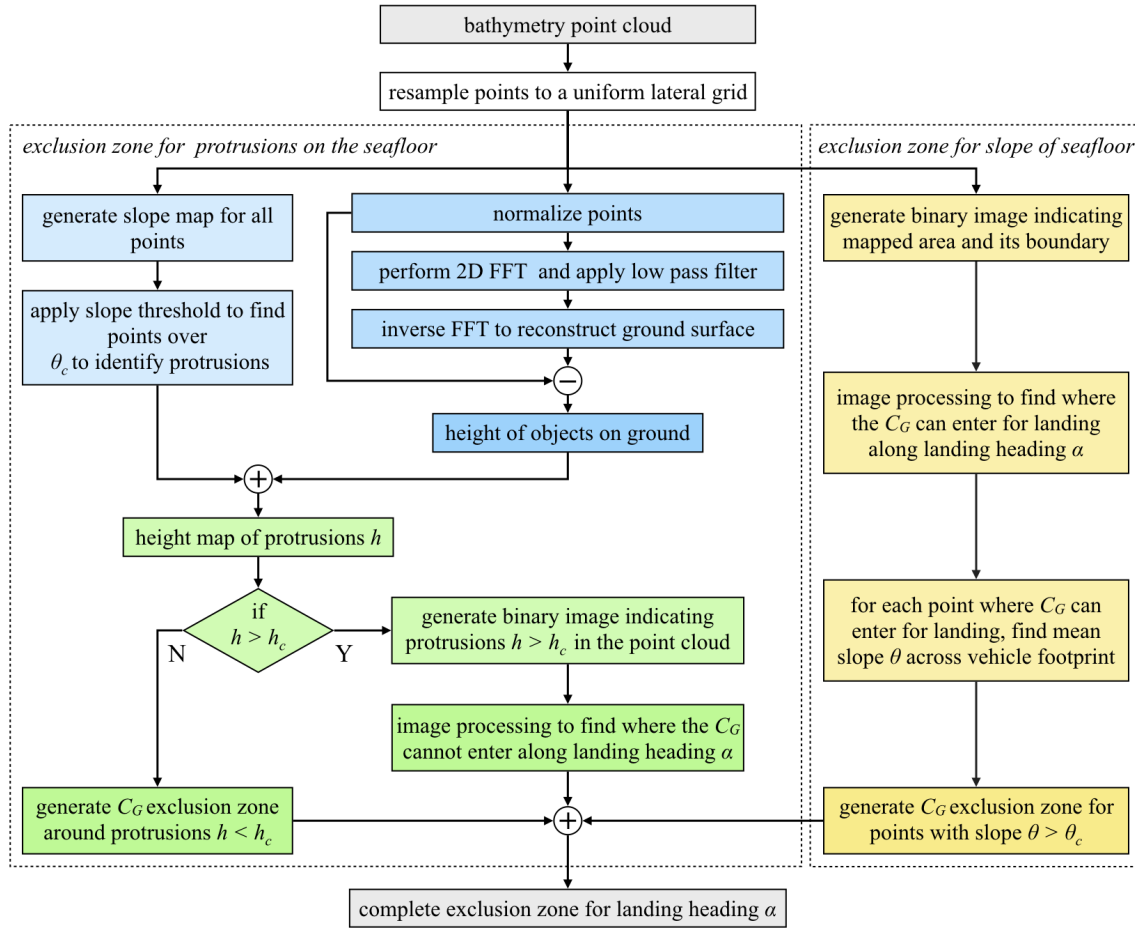 bathymetry point cloud
resample points to a uniform lateral grid
exclusion zone for protrusions on the seafloor
exclusion zone for slope of seafloor
generate slope map for all
points
normalize points
generate binary image indicating
mapped area and its boundary
perform 2D FFT and apply low pass filter
apply slope threshold to find
points over
θc to identify protrusions
inverse FFT to reconstruct ground surface
−
height of objects on ground
image processing to find where
the CG can enter for landing
along landing heading α
+
height map of protrusions h
if
h > hc
N
Y
generate binary image indicating
protrusions h > hc in the point cloud
for each point where CG can
enter for landing, find mean
slope θ across vehicle footprint
image processing to find where the CG
cannot enter along landing heading α
generate CG exclusion zone
around protrusions h < hc
+
generate CG exclusion zone for
points with slope θ > θc
complete exclusion zone for landing heading α